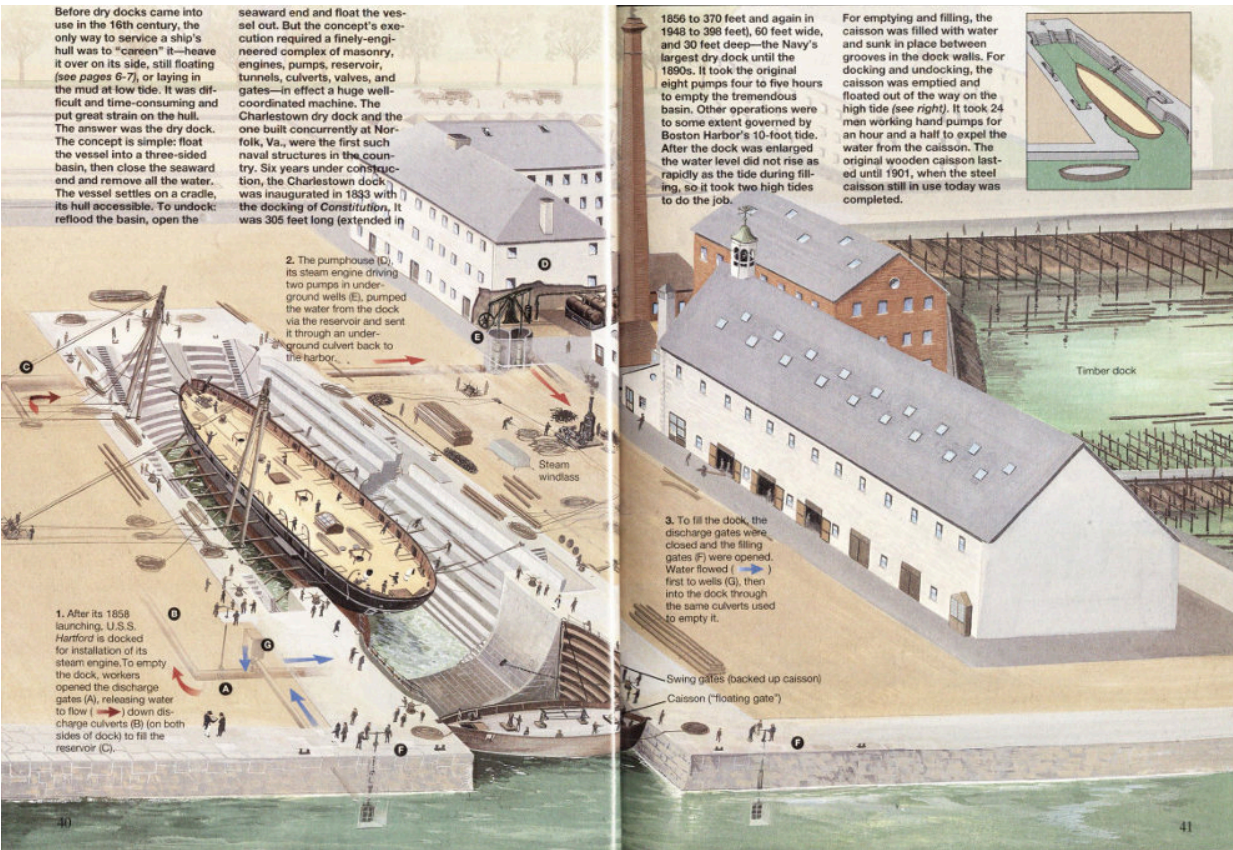 Before dry docks came into
use in the 16th century, the
only way to service a ship's
hull was to “careen” it—heave
it over on its side, still floating
(see pages 6-7), or laying in
the mud at low tide. It was dif-
ficult and time-consuming and
put great strain on the hull.
The answer was the dry dock.
The concept is simple: float
the vessel into a three-sided
basin, then close the seaward
end and remove all the water.
The vessel settles on a cradle,
its hull accessible. To undock:
reflood the basin, open the
seaward end and float the ves-
sel out. But the concept's exe-
cution required a finely-engi-
neered complex of masonry,
engines, pumps, reservoir,
tunnels, culverts, valves, and
gates—in effect a huge well-
coordinated machine. The
Charlestown dry dock and the
one built concurrently at Nor-
folk, Va., were the first such
naval structures in the coun-
try. Six years under construc-
tion, the Charlestown dock
was inaugurated in 1833 with
the docking of Constitution. It
was 305 feet long (extended in
1856 to 370 feet and again in
1948 to 398 feet), 60 feet wide,
and 30 feet deep—the Navy's
largest dry dock until the
1890s. It took the original
eight pumps four to five hours
to empty the tremendous
basin. Other operations were
to some extent governed by
Boston Harbor's 10-foot tide.
After the dock was enlarged
the water level did not rise as
rapidly as the tide during fill-
ing, so it took two high tides
to do the job.
For emptying and filling, the
caisson was filled with water
and sunk in place between
grooves in the dock walls. For
docking and undocking, the
caisson was emptied and
floated out of the way on the
high tide (see right). It took 24
men working hand pumps for
an hour and a half to expel the
water from the caisson. The
original wooden caisson last-
ed until 1901, when the steel
caisson still in use today was
completed.
2. The pumphouse (D),
its steam engine driving
two pumps in under-
ground wells (E), pumped
the water from the dock
via the reservoir and sent
it through an under-
ground culvert back to
the harbor.
D
E
C
Timber dock
Steam
windlass
3. To fill the dock, the
discharge gates were
closed and the filling
gates (F) were opened.
Water flowed ( )
first to wells (G), then
into the dock through
the same culverts used
to empty it.
1. After its 1858
launching, U.S.S.
Hartford is docked
for installation of its
steam engine. To empty
the dock, workers
opened the discharge
gates (A), releasing water
to flow ( ) down dis-
charge culverts (B) (on both
sides of dock) to fill the
reservoir (C).
B
G
A
F
Swing gates (backed up caisson)
Caisson (“floating gate”)
F
40
41